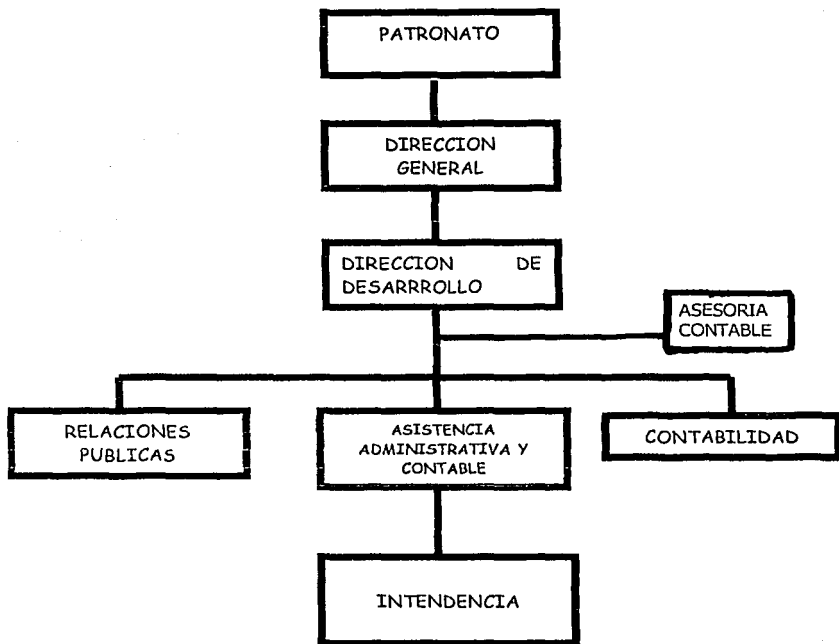 PATRONATO
DIRECCION
GENERAL
DIRECCION DE
DESARRROLLO
ASESORIA
CONTABLE
RELACIONES
PUBLICAS
ASISTENCIA
ADMINISTRATIVA Y
CONTABLE
CONTABILIDAD
INTENDENCIA